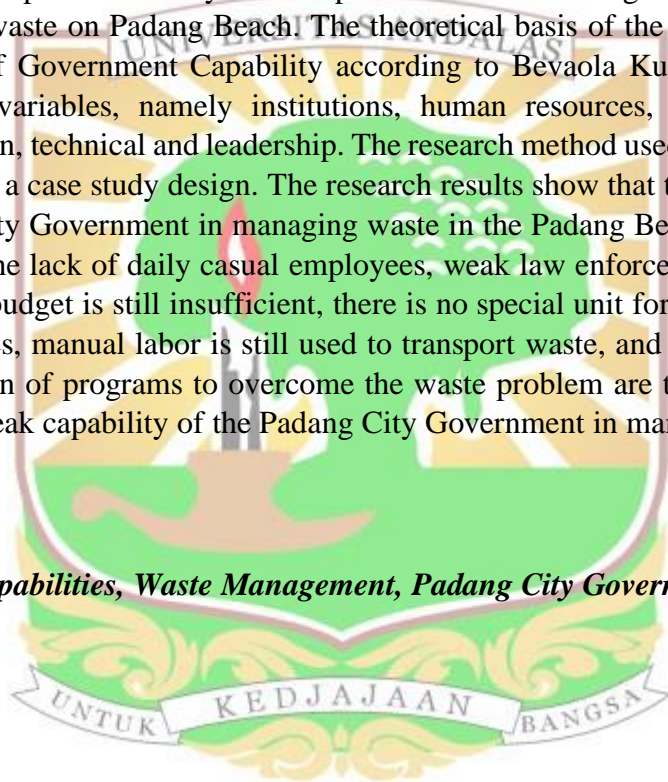 waste on Padang Beach. The theoretical basis of the
UNIVERSITAS ANDALAS
f Government Capability according to Bevaola Ku
variables, namely institutions, human resources,
n, technical and leadership. The research method used
a case study design. The research results show that t
ty Government in managing waste in the Padang Be
he lack of daily casual employees, weak law enforce
budget is still insufficient, there is no special unit for
es, manual labor is still used to transport waste, and
n of programs to overcome the waste problem are t
eak capability of the Padang City Government in man
pabilities, Waste Management, Padang City Govern
UNTUK KEDJAJAAN BANGSA